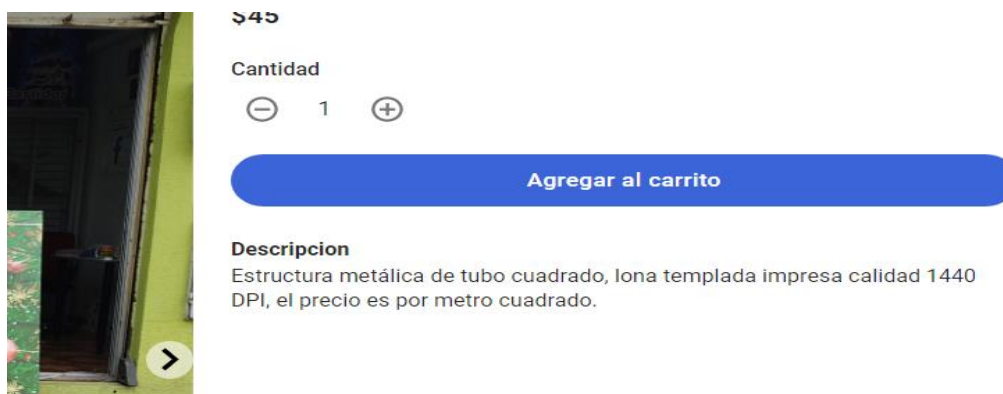 $45
Cantidad
1
Agregar al carrito
Descripcion
Estructura metálica de tubo cuadrado, lona templada impresa calidad 1440
DPI, el precio es por metro cuadrado.